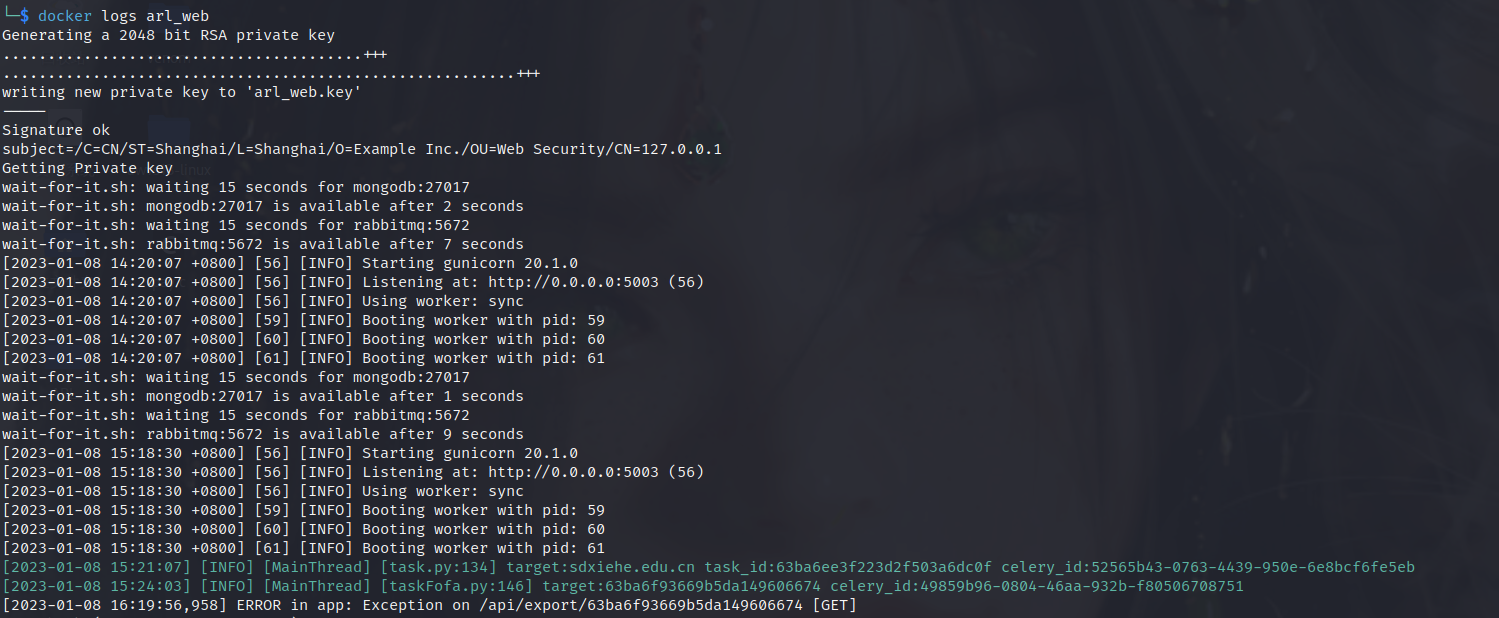 └─$ docker logs arl_web
Generating a 2048 bit RSA private key
........................................+++
.........................................................+++
writing new private key to 'arl_web.key'
-----
Signature ok
subject=/C=CN/ST=Shanghai/L=Shanghai/O=Example Inc./OU=Web Security/CN=127.0.0.1
Getting Private key
wait-for-it.sh: waiting 15 seconds for mongodb:27017
wait-for-it.sh: mongodb:27017 is available after 2 seconds
wait-for-it.sh: waiting 15 seconds for rabbitmq:5672
wait-for-it.sh: rabbitmq:5672 is available after 7 seconds
[2023-01-08 14:20:07 +0800] [56] [INFO] Starting gunicorn 20.1.0
[2023-01-08 14:20:07 +0800] [56] [INFO] Listening at: http://0.0.0.0:5003 (56)
[2023-01-08 14:20:07 +0800] [56] [INFO] Using worker: sync
[2023-01-08 14:20:07 +0800] [59] [INFO] Booting worker with pid: 59
[2023-01-08 14:20:07 +0800] [60] [INFO] Booting worker with pid: 60
[2023-01-08 14:20:07 +0800] [61] [INFO] Booting worker with pid: 61
wait-for-it.sh: waiting 15 seconds for mongodb:27017
wait-for-it.sh: mongodb:27017 is available after 1 seconds
wait-for-it.sh: waiting 15 seconds for rabbitmq:5672
wait-for-it.sh: rabbitmq:5672 is available after 9 seconds
[2023-01-08 15:18:30 +0800] [56] [INFO] Starting gunicorn 20.1.0
[2023-01-08 15:18:30 +0800] [56] [INFO] Listening at: http://0.0.0.0:5003 (56)
[2023-01-08 15:18:30 +0800] [56] [INFO] Using worker: sync
[2023-01-08 15:18:30 +0800] [59] [INFO] Booting worker with pid: 59
[2023-01-08 15:18:30 +0800] [60] [INFO] Booting worker with pid: 60
[2023-01-08 15:18:30 +0800] [61] [INFO] Booting worker with pid: 61
[2023-01-08 15:21:07] [INFO] [MainThread] [task.py:134] target:sdxiehe.edu.cn task_id:63ba6ee3f223d2f503a6dc0f celery_id:52565b43-0763-4439-950e-6e8bcf6fe5eb
[2023-01-08 15:24:03] [INFO] [MainThread] [taskFofa.py:146] target:63ba6f93669b5da149606674 celery_id:49859b96-0804-46aa-932b-f80506708751
[2023-01-08 16:19:56,958] ERROR in app: Exception on /api/export/63ba6f93669b5da149606674 [GET]